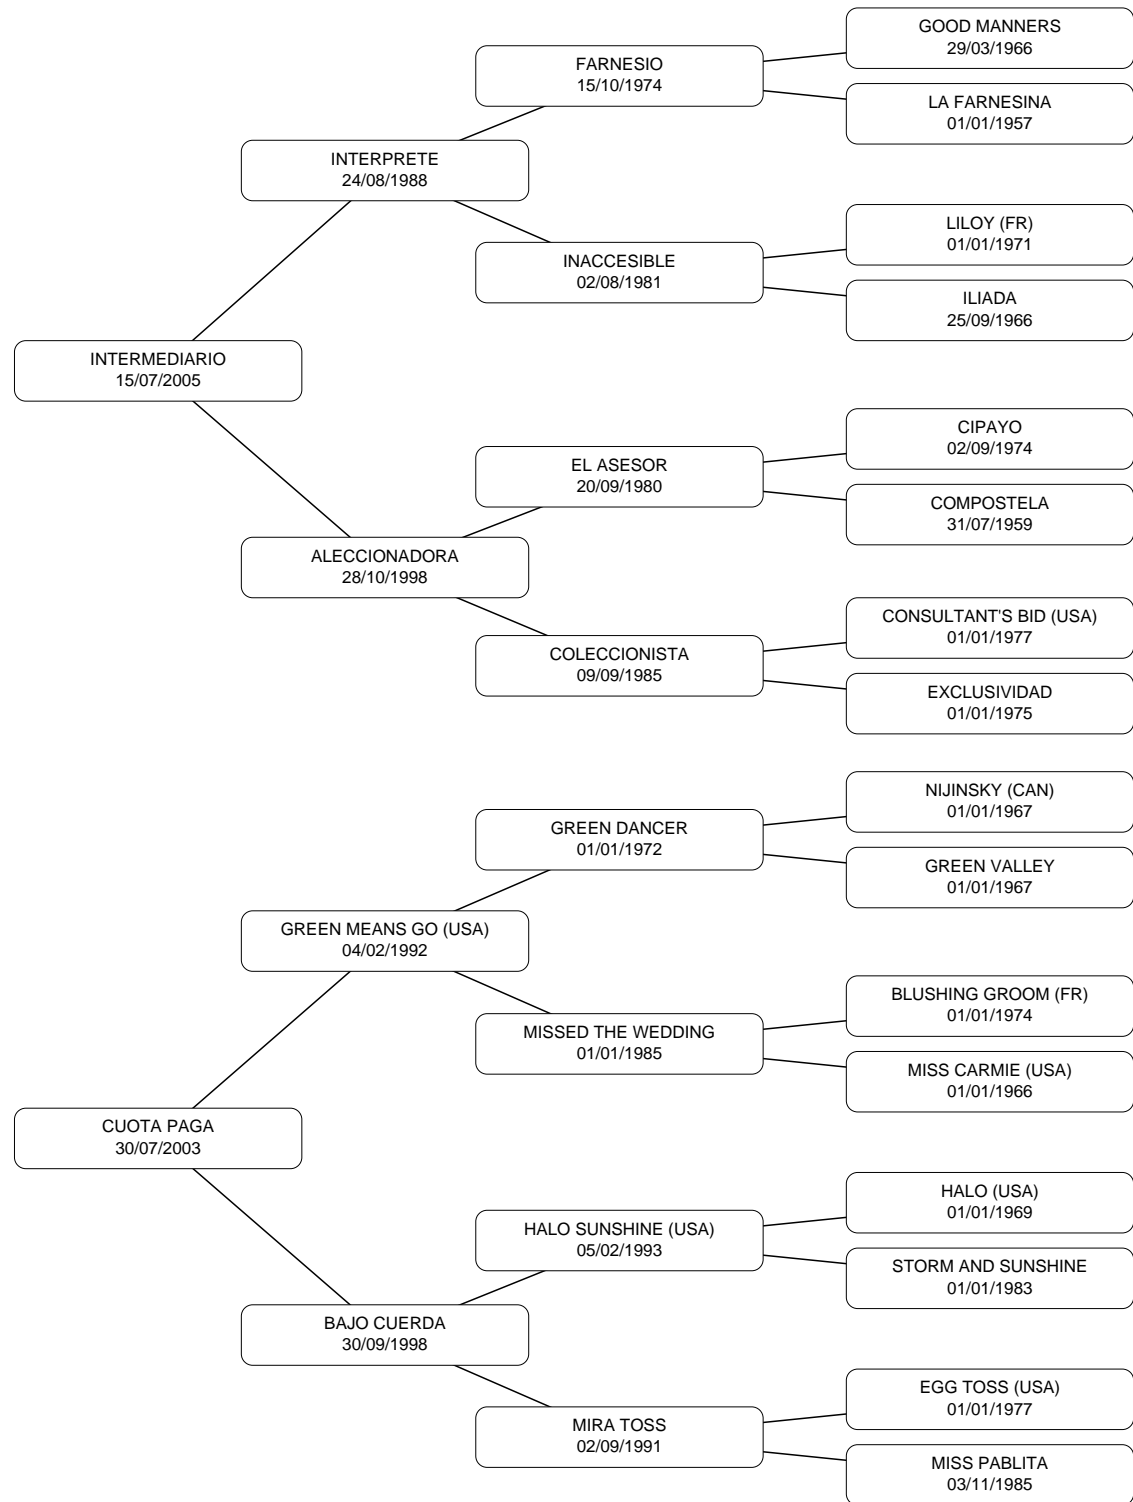 GOOD MANNERS
29/03/1966
FARNESIO
15/10/1974
LA FARNESINA
01/01/1957
INTERPRETE
24/08/1988
LILOY (FR)
01/01/1971
INACCESIBLE
02/08/1981
ILIADA
25/09/1966
INTERMEDIARIO
15/07/2005
CIPAYO
02/09/1974
EL ASESOR
20/09/1980
COMPOSTELA
31/07/1959
ALECCIONADORA
28/10/1998
CONSULTANT'S BID (USA)
01/01/1977
COLECCIONISTA
09/09/1985
EXCLUSIVIDAD
01/01/1975
NIJINSKY (CAN)
01/01/1967
GREEN DANCER
01/01/1972
GREEN VALLEY
01/01/1967
GREEN MEANS GO (USA)
04/02/1992
BLUSHING GROOM (FR)
01/01/1974
MISSED THE WEDDING
01/01/1985
MISS CARMIE (USA)
01/01/1966
CUOTA PAGA
30/07/2003
HALO (USA)
01/01/1969
HALO SUNSHINE (USA)
05/02/1993
STORM AND SUNSHINE
01/01/1983
BAJO CUERDA
30/09/1998
EGG TOSS (USA)
01/01/1977
MIRA TOSS
02/09/1991
MISS PABLITA
03/11/1985